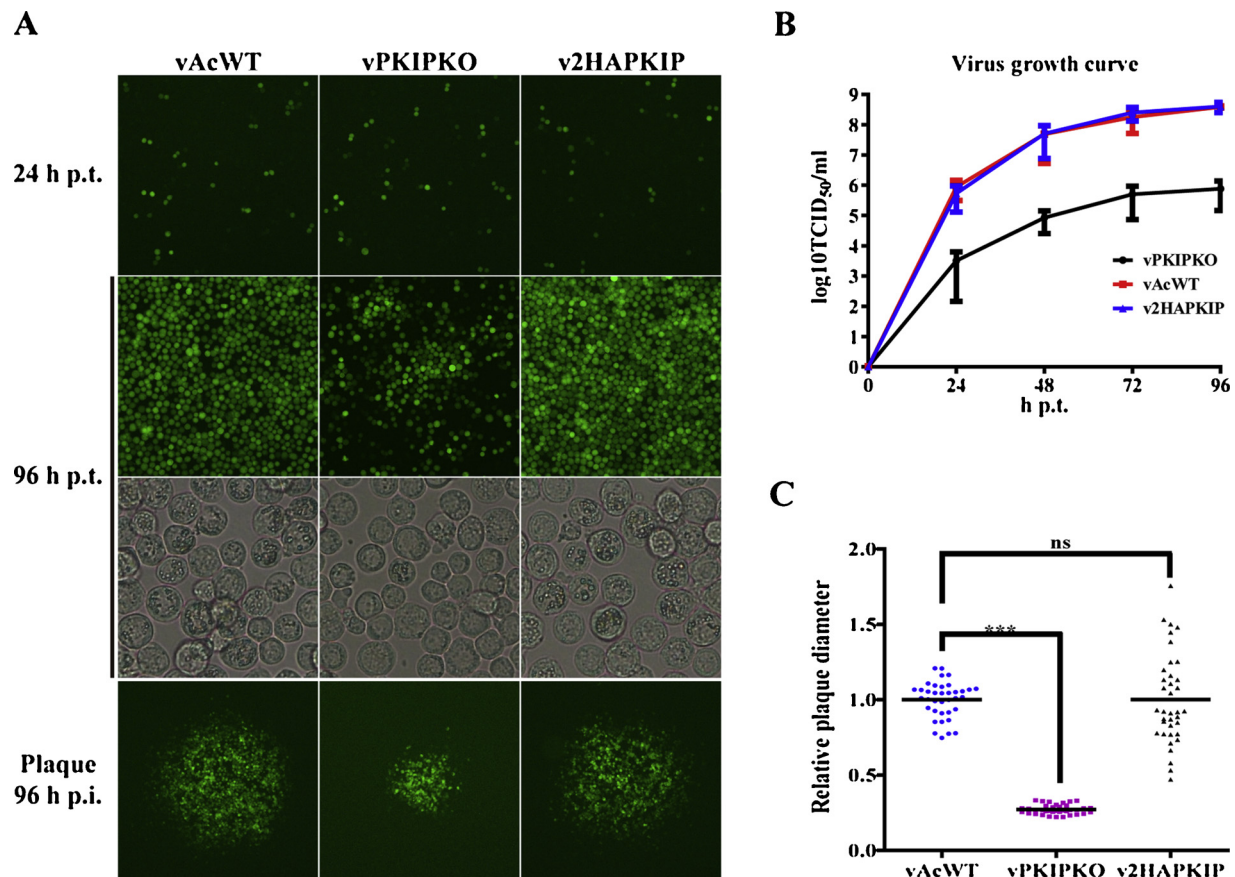 A
vAcWT vPKIPKO v2HAPKIP
24 h p.t.
96 h p.t.
Plaque
96 h p.i.
B
Virus growth curve
log10TCID50/ml
9
8
7
6
5
4
3
2
1
0
0 24 48 72 96
h p.t.
vPKIPKO
vAcWT
v2HAPKIP
C
Relative plaque diameter
2.0
1.5
1.0
0.5
0.0
ns
***
vAcWT vPKIPKO v2HAPKIP